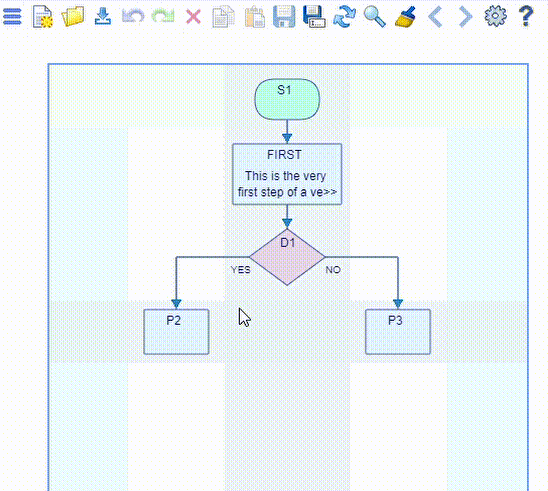 S1
FIRST
This is the very
first step of a ve>>
D1
YES
NO
P2
P3